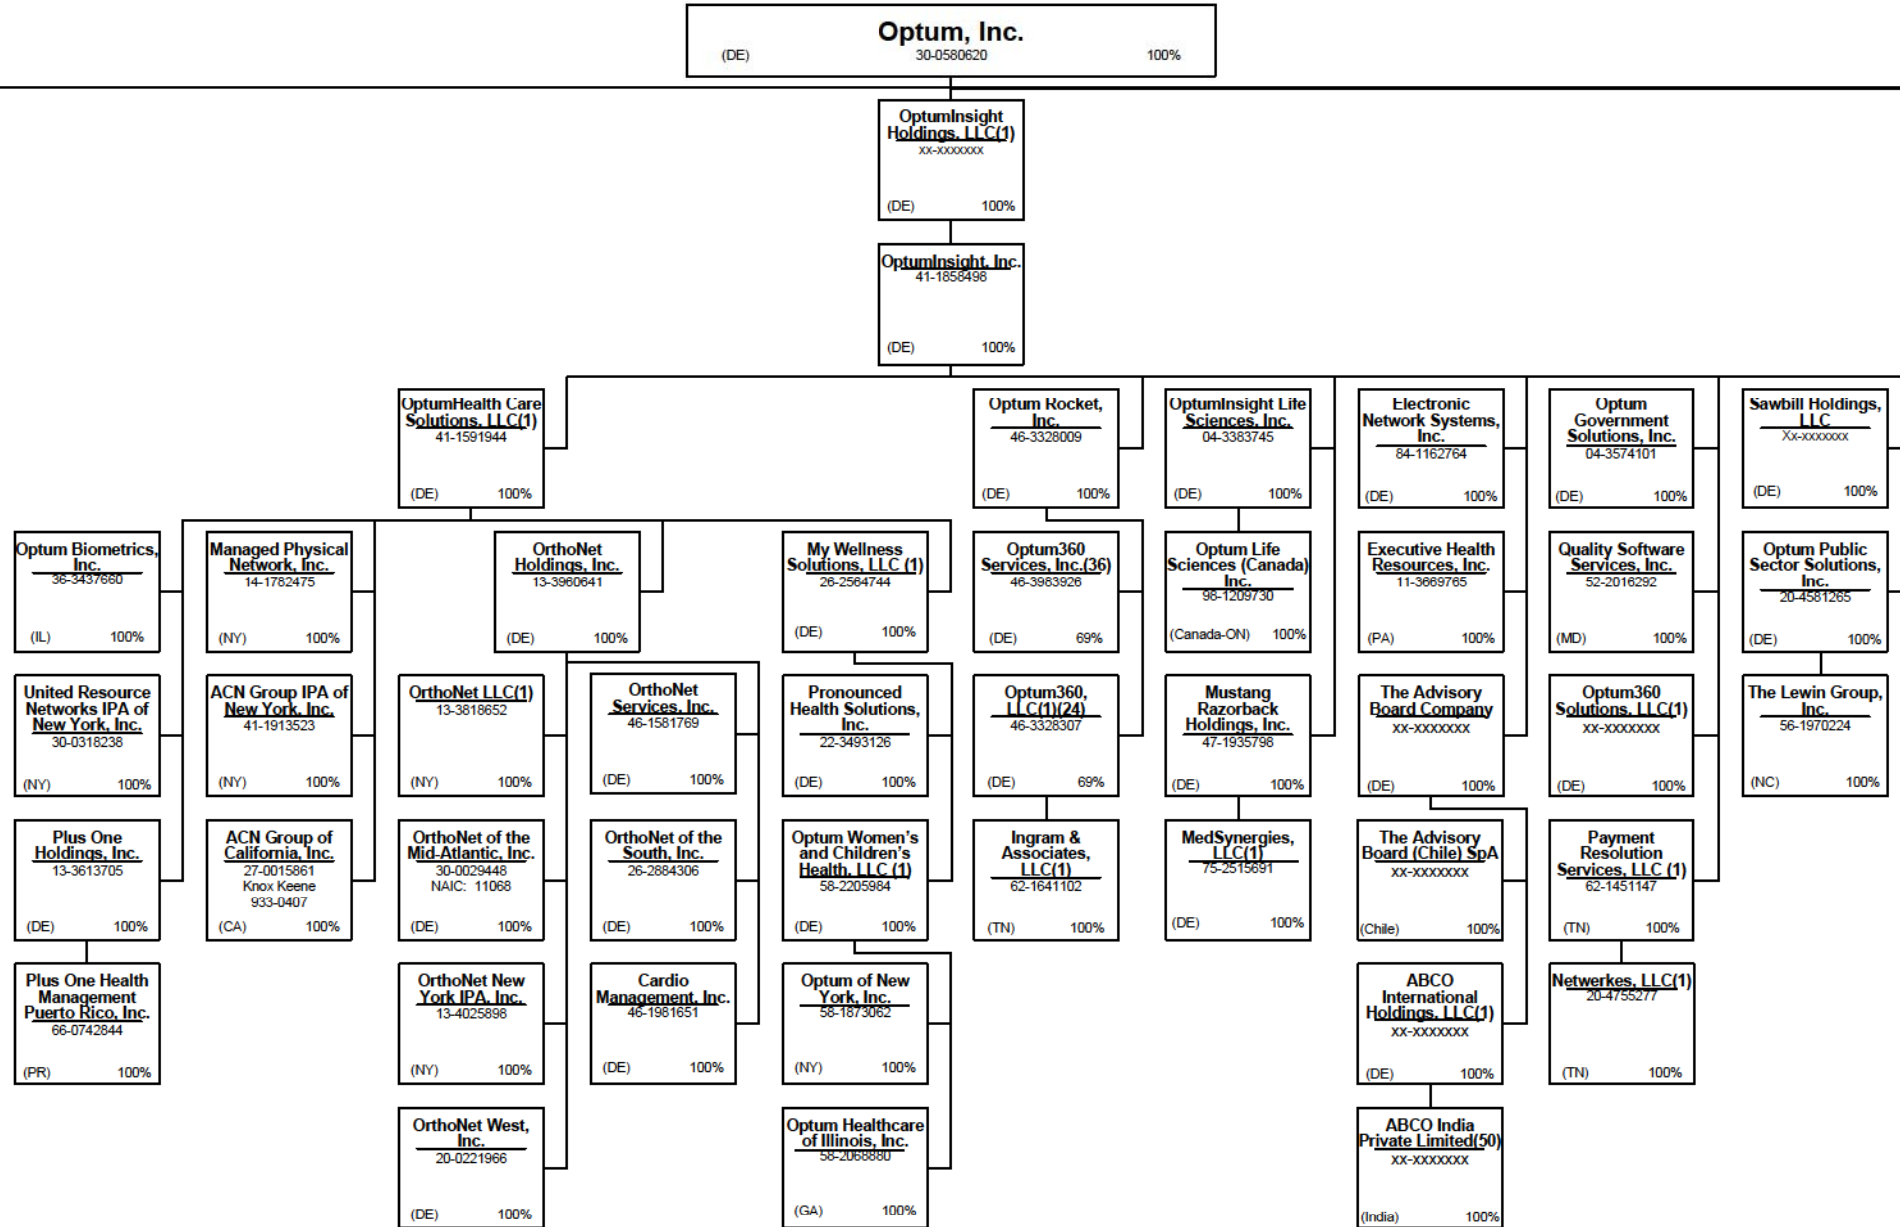 Optum, Inc.
(DE) 30-0580620 100%
OptumInsight
Holdings, LLC(1)
xx-xxxxxxx
(DE) 100%
OptumInsight, Inc.
41-1858498
(DE) 100%
OptumHealth Care
Solutions, LLC(1)
41-1591944
(DE) 100%
Optum Rocket,
Inc.
46-3328009
(DE) 100%
OptumInsight Life
Sciences, Inc.
04-3383745
(DE) 100%
Electronic
Network Systems,
Inc.
84-1162764
(DE) 100%
Optum
Government
Solutions, Inc.
04-3574101
(DE) 100%
Sawbill Holdings,
LLC
Xx-xxxxxxx
(DE) 100%
Optum Biometrics,
Inc.
36-3437660
(IL) 100%
Managed Physical
Network, Inc.
14-1782475
(NY) 100%
OrthoNet
Holdings, Inc.
13-3960641
(DE) 100%
My Wellness
Solutions, LLC (1)
26-2564744
(DE) 100%
Optum360
Services, Inc.(36)
46-3983926
(DE) 69%
Optum Life
Sciences (Canada)
Inc.
98-1209730
(Canada-ON) 100%
Executive Health
Resources, Inc.
11-3669765
(PA) 100%
Quality Software
Services, Inc.
52-2016292
(MD) 100%
Optum Public
Sector Solutions,
Inc.
20-4581265
(DE) 100%
United Resource
Networks IPA of
New York, Inc.
30-0318238
(NY) 100%
ACN Group IPA of
New York, Inc.
41-1913523
(NY) 100%
OrthoNet LLC(1)
13-3818652
(NY) 100%
OrthoNet
Services, Inc.
46-1581769
(DE) 100%
Pronounced
Health Solutions,
Inc.
22-3493126
(DE) 100%
Optum360,
LLC(1)(24)
46-3328307
(DE) 69%
Mustang
Razorback
Holdings, Inc.
47-1935798
(DE) 100%
The Advisory
Board Company
xx-xxxxxxx
(DE) 100%
Optum360
Solutions, LLC(1)
xx-xxxxxxx
(DE) 100%
The Lewin Group,
Inc.
56-1970224
(NC) 100%
Plus One
Holdings, Inc.
13-3613705
(DE) 100%
ACN Group of
California, Inc.
27-0015861
Knox Keene
933-0407
(CA) 100%
OrthoNet of the
Mid-Atlantic, Inc.
30-0029448
NAIC: 11068
(DE) 100%
OrthoNet of the
South, Inc.
26-2884306
(DE) 100%
Optum Women's
and Children's
Health, LLC (1)
58-2205984
(DE) 100%
Ingram &
Associates,
LLC(1)
62-1641102
(TN) 100%
MedSynergies,
LLC(1)
75-2515691
(DE) 100%
The Advisory
Board (Chile) SpA
xx-xxxxxxx
(Chile) 100%
Payment
Resolution
Services, LLC (1)
62-1451147
(TN) 100%
Plus One Health
Management
Puerto Rico, Inc.
66-0742844
(PR) 100%
OrthoNet New
York IPA, Inc.
13-4025898
(NY) 100%
Cardio
Management, Inc.
46-1981651
(DE) 100%
Optum of New
York, Inc.
58-1873062
(NY) 100%
ABCO
International
Holdings, LLC(1)
xx-xxxxxxx
(DE) 100%
Netwerkes, LLC(1)
20-4755277
(TN) 100%
OrthoNet West,
Inc.
20-0221966
(DE) 100%
Optum Healthcare
of Illinois, Inc.
58-2068880
(GA) 100%
ABCO India
Private Limited(50)
xx-xxxxxxx
(India) 100%